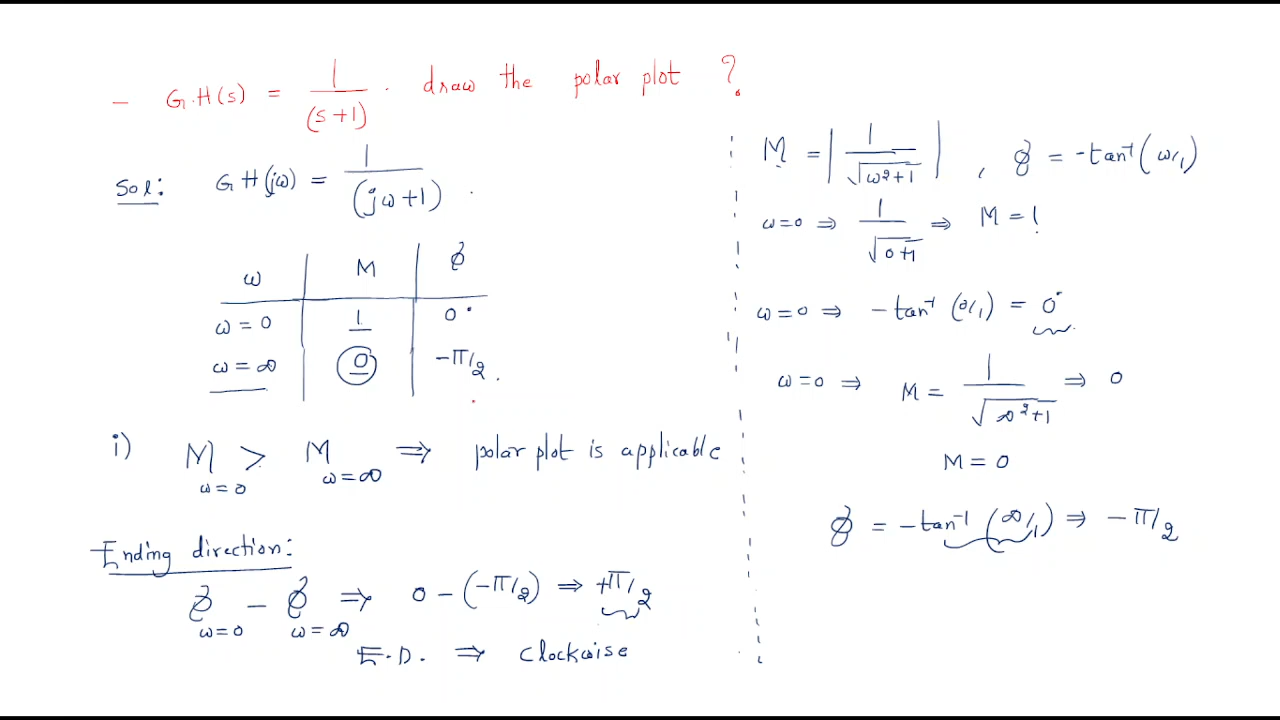 - G.H(s) = 1/(s+1) . draw the polar plot ?
Sol: GH(jω) = 1/(jω+1) .
ω | M | ϕ
ω = 0 | 1 | 0°
ω = ∞ | 0 | -π/2 .
i) M ω=0 > M ω=∞ ⇒ polar plot is applicable
Ending direction:
ϕ ω=0 - ϕ ω=∞ ⇒ 0 - (-π/2) ⇒ +π/2
E.D. ⇒ clockwise
M = |1/√(ω²+1)| , ϕ = -tan⁻¹(ω/1)
ω=0 ⇒ 1/√(0+1) ⇒ M = 1
ω=0 ⇒ -tan⁻¹(0/1) = 0°
ω=0 ⇒ M = 1/√(∞²+1) ⇒ 0
M = 0
ϕ = -tan⁻¹(∞/1) ⇒ -π/2